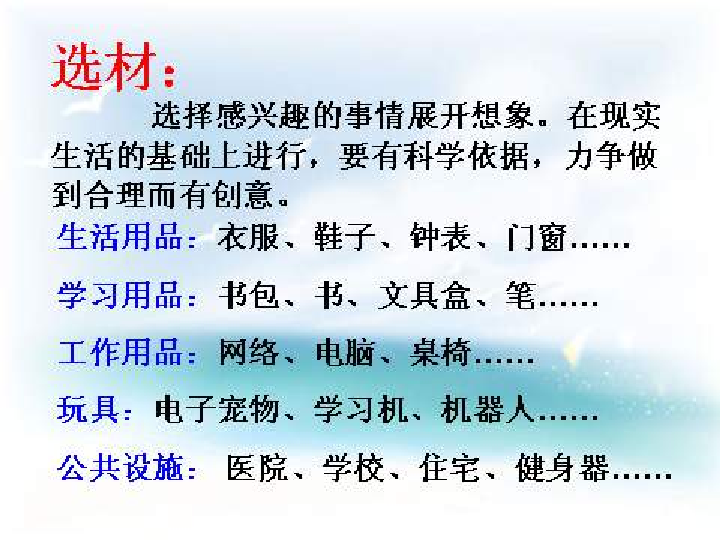 选材：
选择感兴趣的事情展开想象。在现实
生活的基础上进行，要有科学依据，力争做
到合理而有创意。
生活用品：衣服、鞋子、钟表、门窗……
学习用品：书包、书、文具盒、笔……
工作用品：网络、电脑、桌椅……
玩具：电子宠物、学习机、机器人……
公共设施： 医院、学校、住宅、健身器……